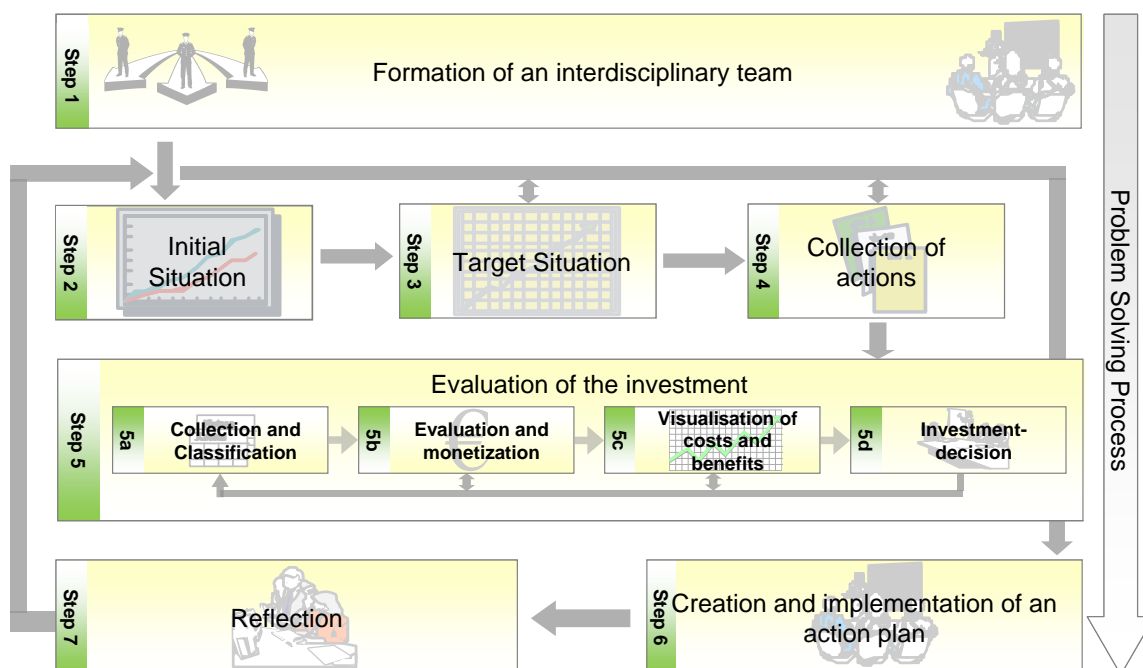 Step 1
Formation of an interdisciplinary team
Problem Solving Process
Step 2
Initial
Situation
Step 3
Target Situation
Step 4
Collection of
actions
Step 5
Evaluation of the investment
5a
Collection and
Classification
5b
Evaluation and
monetization
5c
Visualisation of
costs and
benefits
5d
Investment-
decision
Step 7
Reflection
Step 6
Creation and implementation of an
action plan